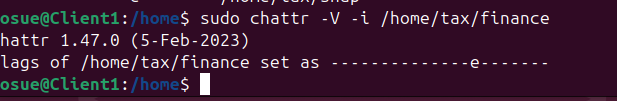 osue@Client1:/home$ sudo chattr -V -i /home/tax/finance
hattr 1.47.0 (5-Feb-2023)
lags of /home/tax/finance set as --------------e-------
osue@Client1:/home$